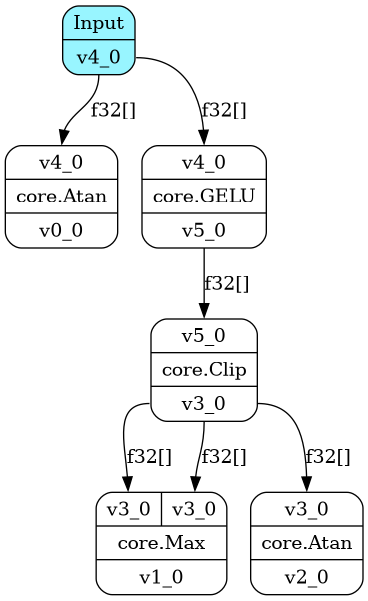 Input
v4_0
f32[] f32[]
v4_0 v4_0
core.Atan core.GELU
v0_0 v5_0
f32[]
v5_0
core.Clip
v3_0
f32[] f32[] f32[]
v3_0 v3_0 v3_0
core.Max core.Atan
v1_0 v2_0